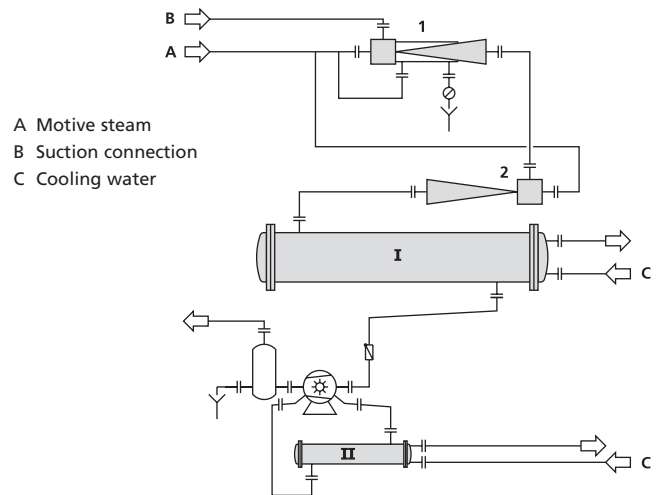 B
1
A
A Motive steam
B Suction connection
C Cooling water
2
I
C
II
C